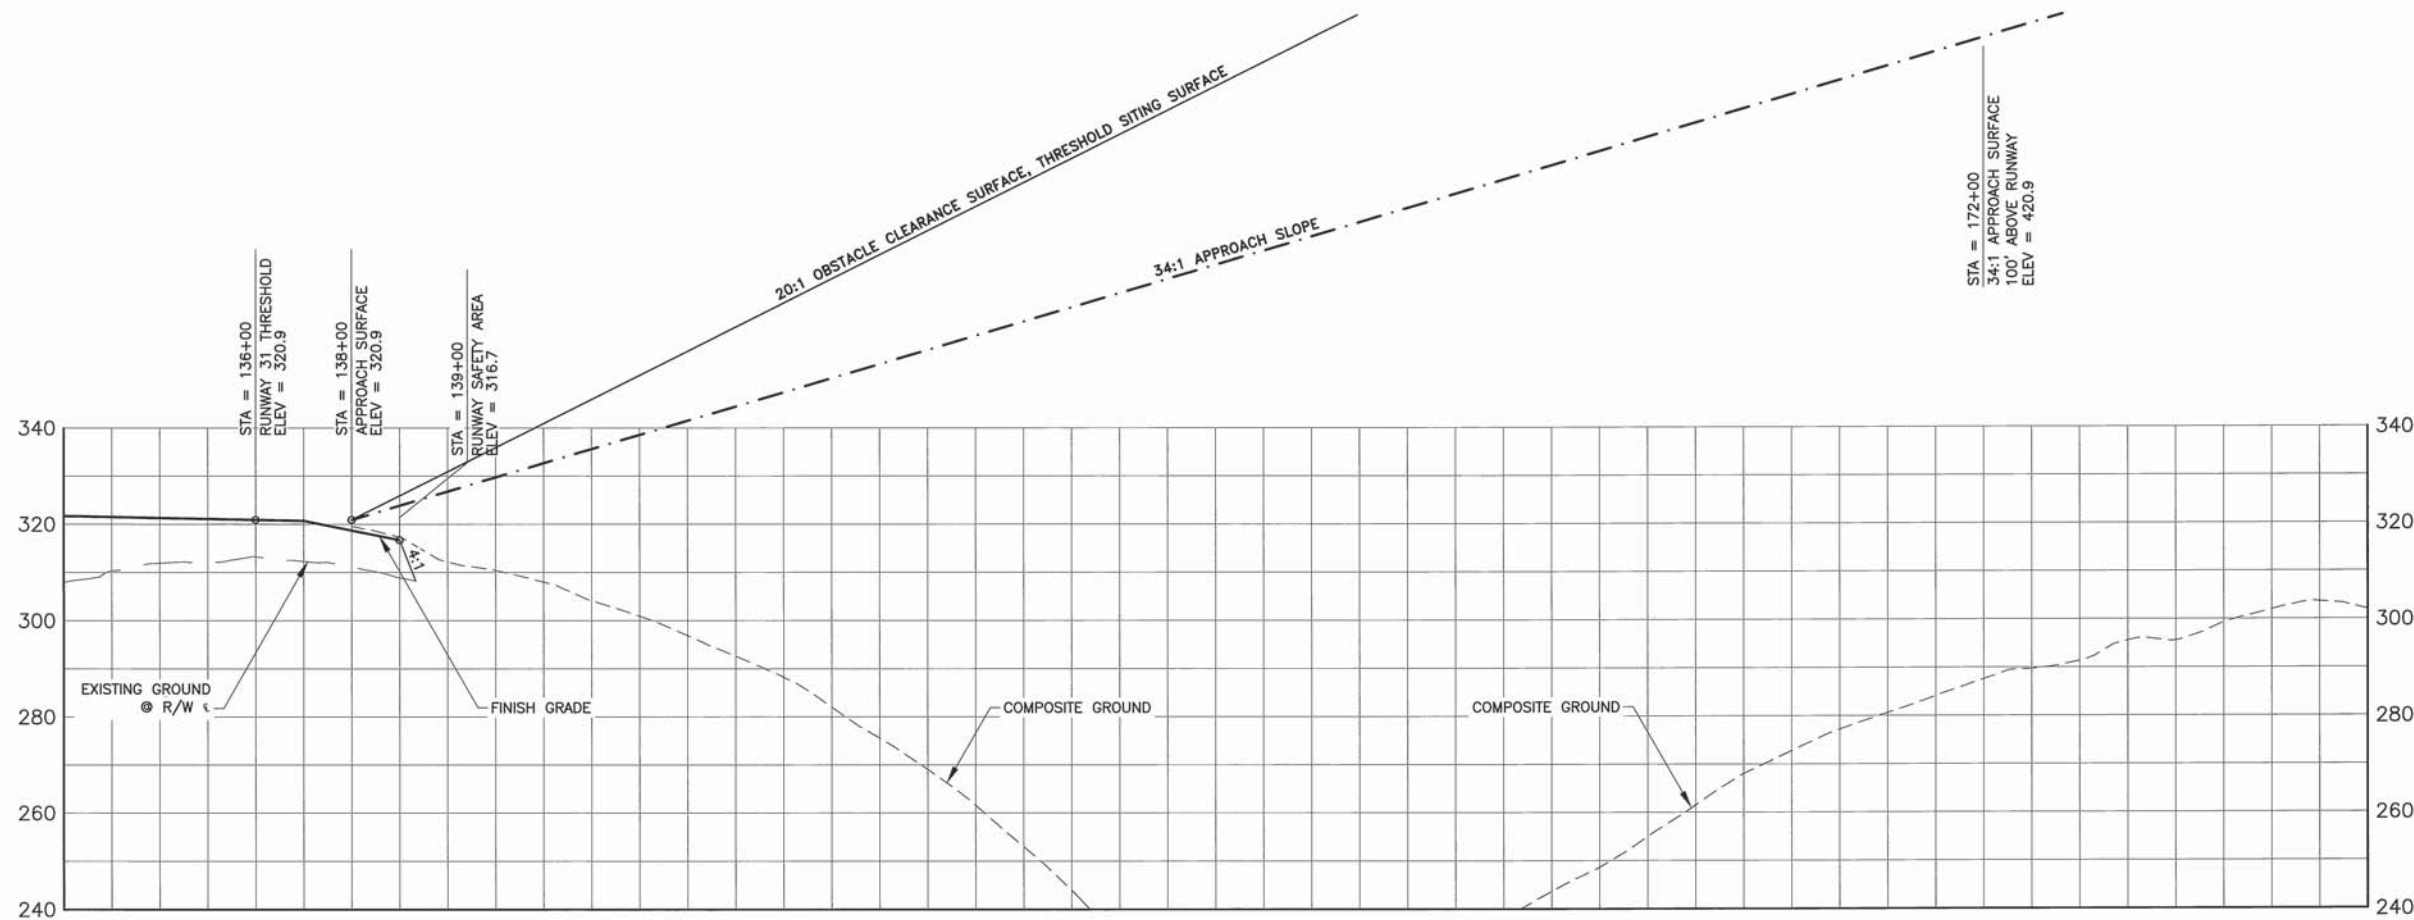 20:1 OBSTACLE CLEARANCE SURFACE, THRESHOLD SITING SURFACE
34:1 APPROACH SLOPE
STA = 172+00
34:1 APPROACH SURFACE
100' ABOVE RUNWAY
ELEV = 420.9
STA = 136+00
RUNWAY 31 THRESHOLD
ELEV = 320.9
STA = 138+00
APPROACH SURFACE
ELEV = 320.9
STA = 139+00
RUNWAY SAFETY AREA
ELEV = 316.7
340
320
300
280
260
240
340
320
300
280
260
240
4:1
EXISTING GROUND
@ R/W ℄
FINISH GRADE
COMPOSITE GROUND
COMPOSITE GROUND